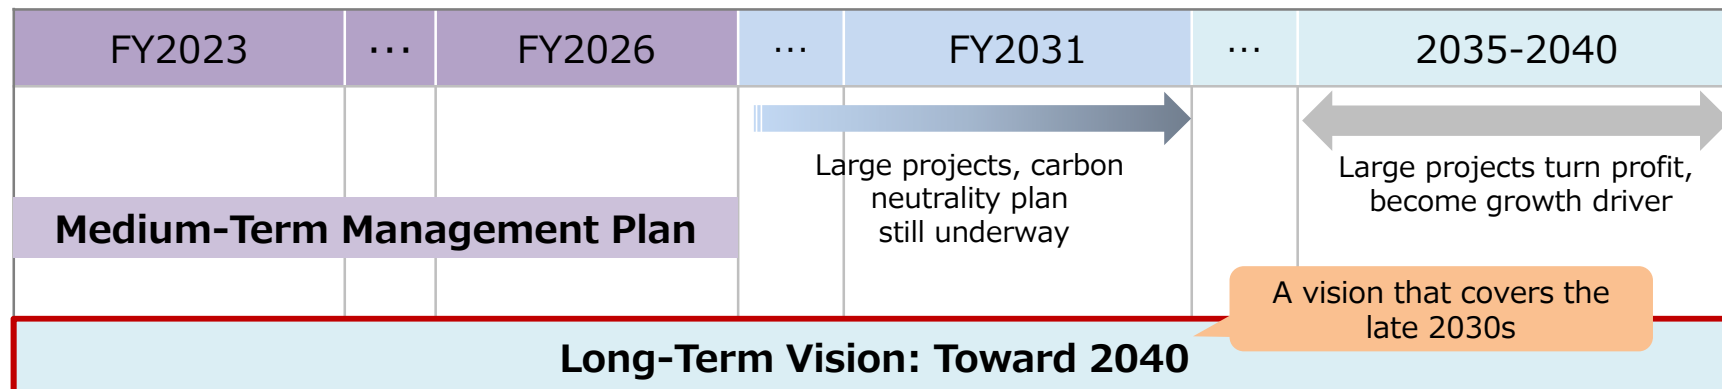 FY2023 … FY2026 … FY2031 … 2035-2040
Large projects, carbon
neutrality plan
still underway
Large projects turn profit,
become growth driver
Medium-Term Management Plan
A vision that covers the
late 2030s
Long-Term Vision: Toward 2040